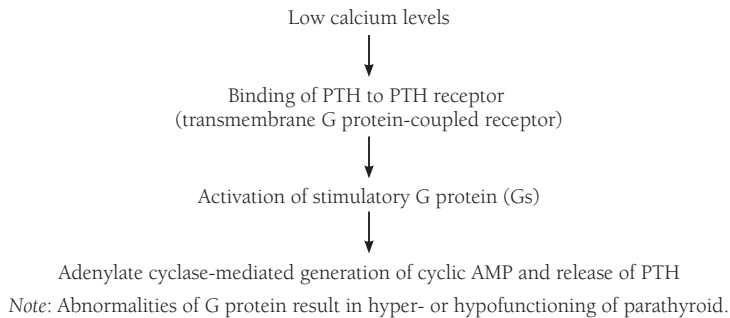 Low calcium levels
Binding of PTH to PTH receptor
(transmembrane G protein-coupled receptor)
Activation of stimulatory G protein (Gs)
Adenylate cyclase-mediated generation of cyclic AMP and release of PTH
Note: Abnormalities of G protein result in hyper- or hypofunctioning of parathyroid.